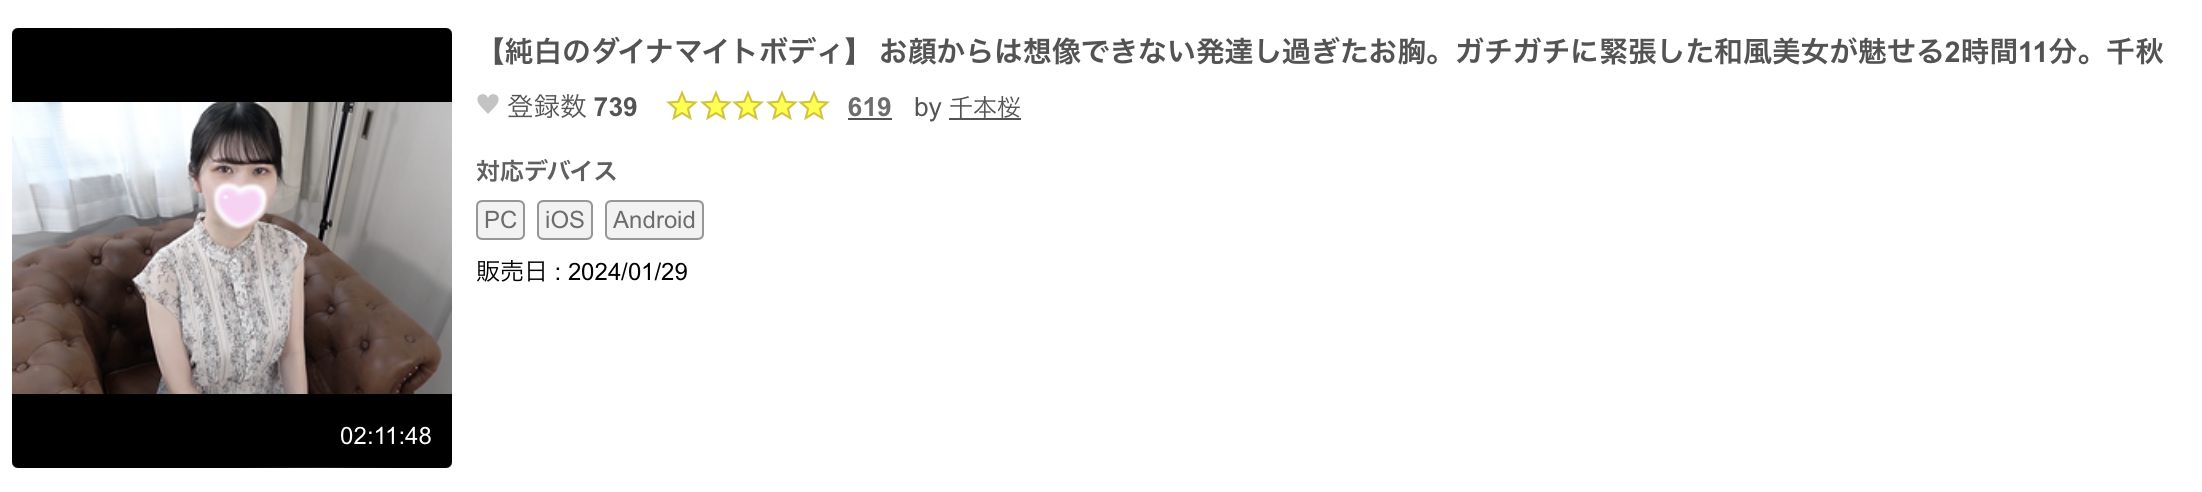 【純白のダイナマイトボディ】 お顔からは想像できない発達し過ぎたお胸。ガチガチに緊張した和風美女が魅せる2時間11分。千秋
登録数 739 619 by 千本桜
対応デバイス
PC iOS Android
販売日 : 2024/01/29
02:11:48